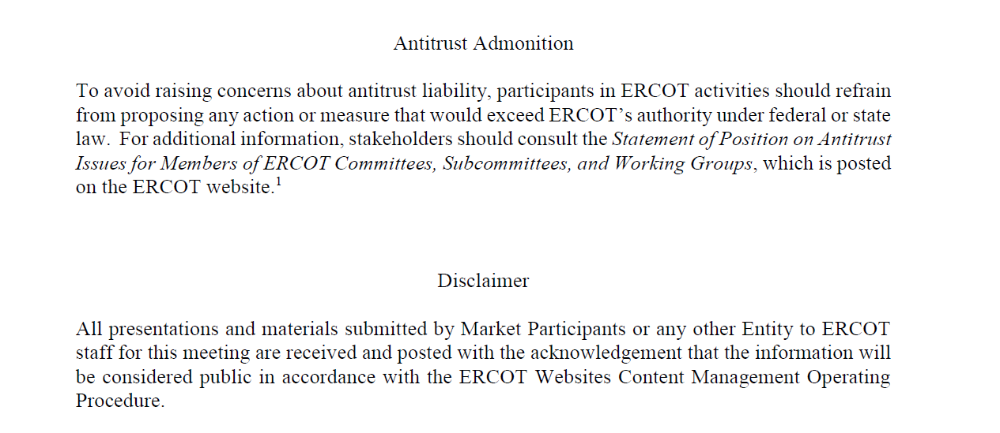 Antitrust Admonition
To avoid raising concerns about antitrust liability, participants in ERCOT activities should refrain
from proposing any action or measure that would exceed ERCOT’s authority under federal or state
law.  For additional information, stakeholders should consult the Statement of Position on Antitrust
Issues for Members of ERCOT Committees, Subcommittees, and Working Groups, which is posted
on the ERCOT website.1
Disclaimer
All presentations and materials submitted by Market Participants or any other Entity to ERCOT
staff for this meeting are received and posted with the acknowledgement that the information will
be considered public in accordance with the ERCOT Websites Content Management Operating
Procedure.